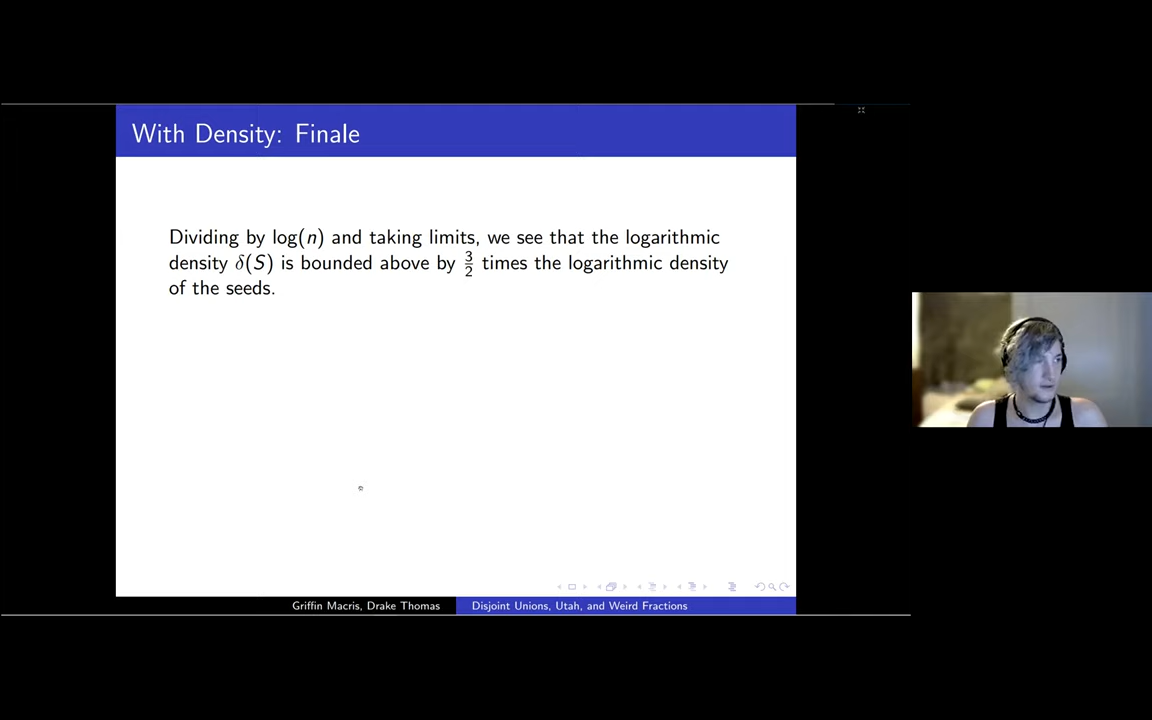 With Density: Finale
Dividing by log(n) and taking limits, we see that the logarithmic
density δ(S) is bounded above by 3/2 times the logarithmic density
of the seeds.
Griffin Macris, Drake Thomas
Disjoint Unions, Utah, and Weird Fractions